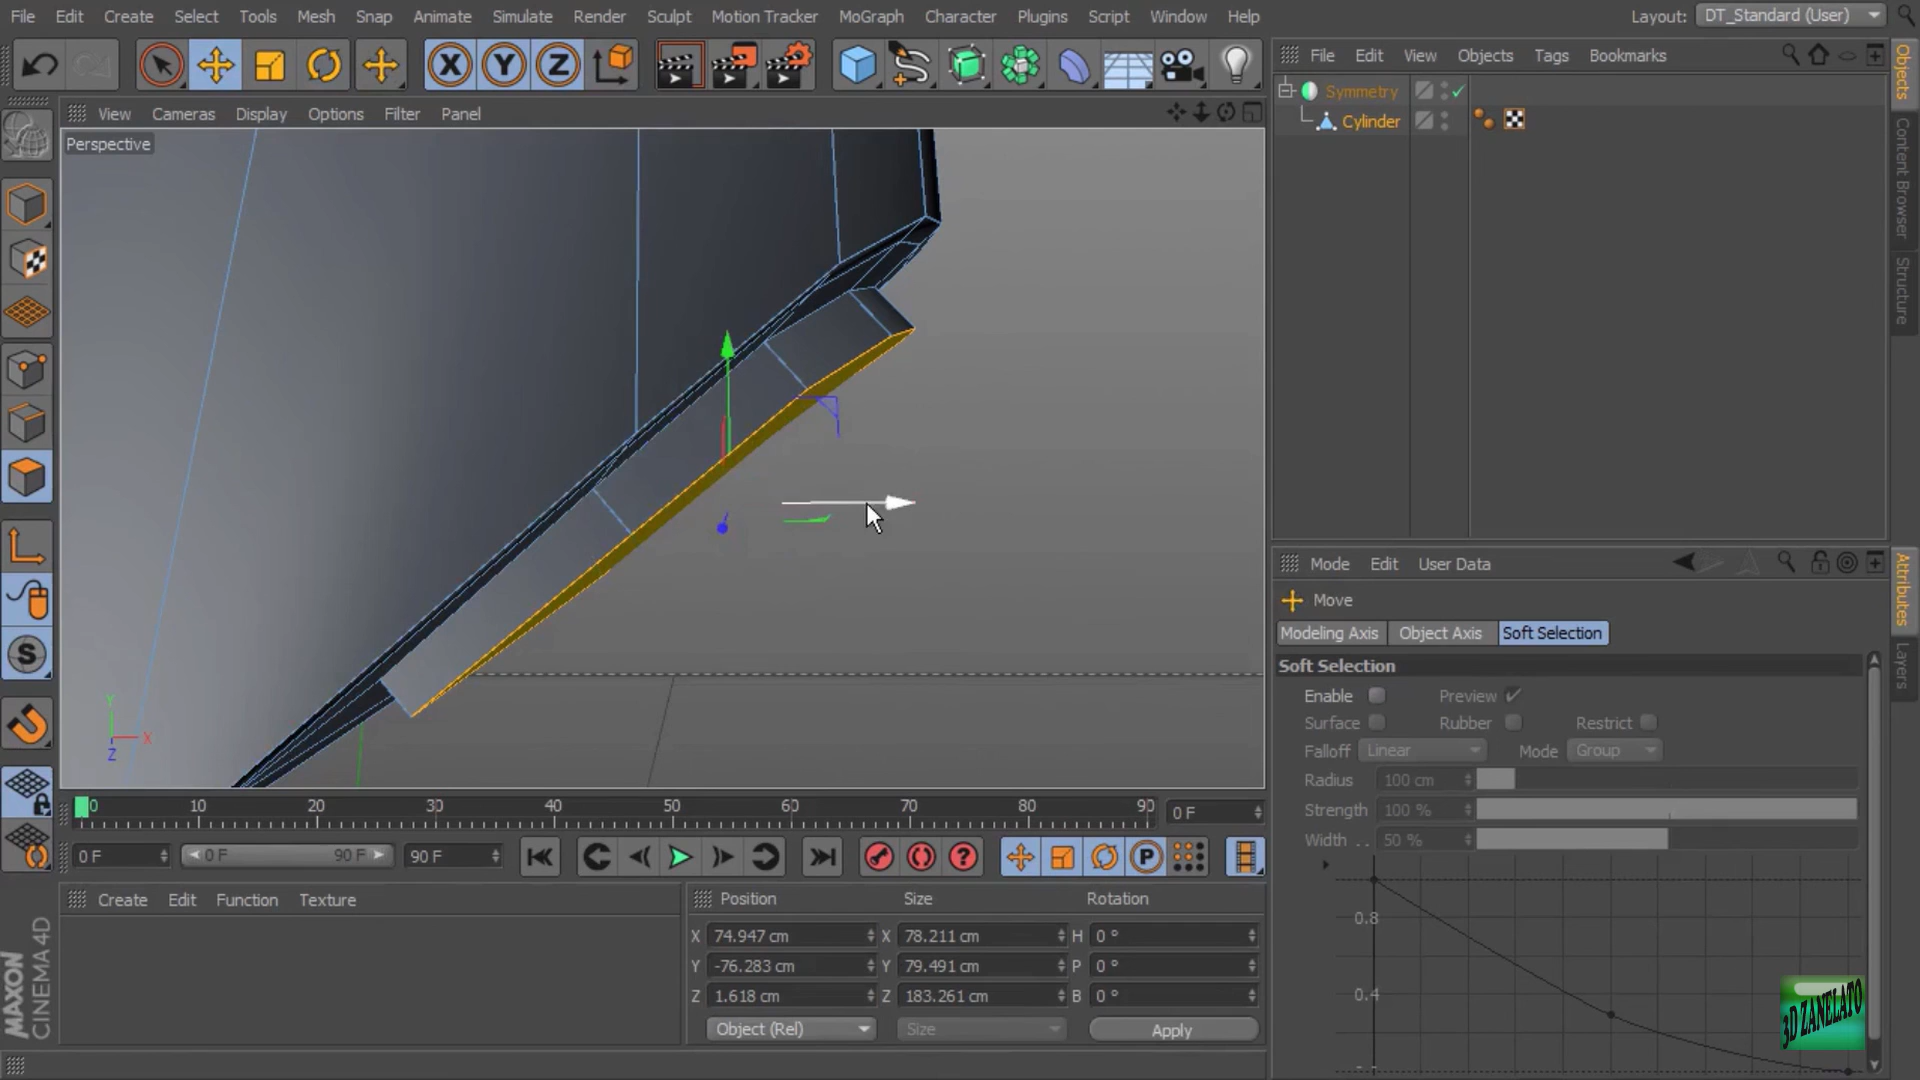 File Edit Create Select Tools Mesh Snap Animate Simulate Render Sculpt Motion Tracker MoGraph Character Plugins Script Window Help Layout: DT_Standard (User)
X Y Z
File Edit View Objects Tags Bookmarks
Symmetry
Cylinder
Objects
Content Browser
Structure
View Cameras Display Options Filter Panel
Perspective
Y
X
Z
S
Mode Edit User Data
Move
Modeling Axis Object Axis Soft Selection
Soft Selection
Enable Preview
Surface Rubber Restrict
Falloff Linear Mode Group
Radius 100 cm
Strength 100 %
Width . . 50 %
0.8
0.4
Attributes
Layers
0 10 20 30 40 50 60 70 80 90 0 F
0 F 0 F 90 F 90 F
P
Create Edit Function Texture
Position Size Rotation
X 74.947 cm X 78.211 cm H 0 °
Y -76.283 cm Y 79.491 cm P 0 °
Z 1.618 cm Z 183.261 cm B 0 °
Object (Rel) Size Apply
MAXON
CINEMA 4D
3D ZANELATO